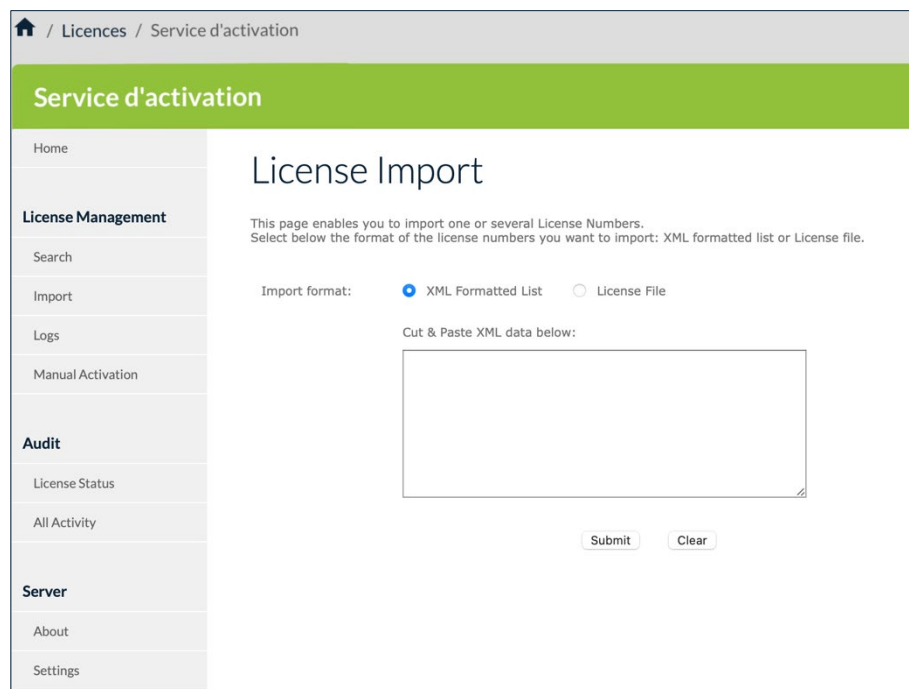 / Licences / Service d'activation
Service d'activation
Home
License Management
Search
Import
Logs
Manual Activation
Audit
License Status
All Activity
Server
About
Settings
License Import
This page enables you to import one or several License Numbers.
Select below the format of the license numbers you want to import: XML formatted list or License file.
Import format: XML Formatted List License File
Cut & Paste XML data below:
Submit Clear